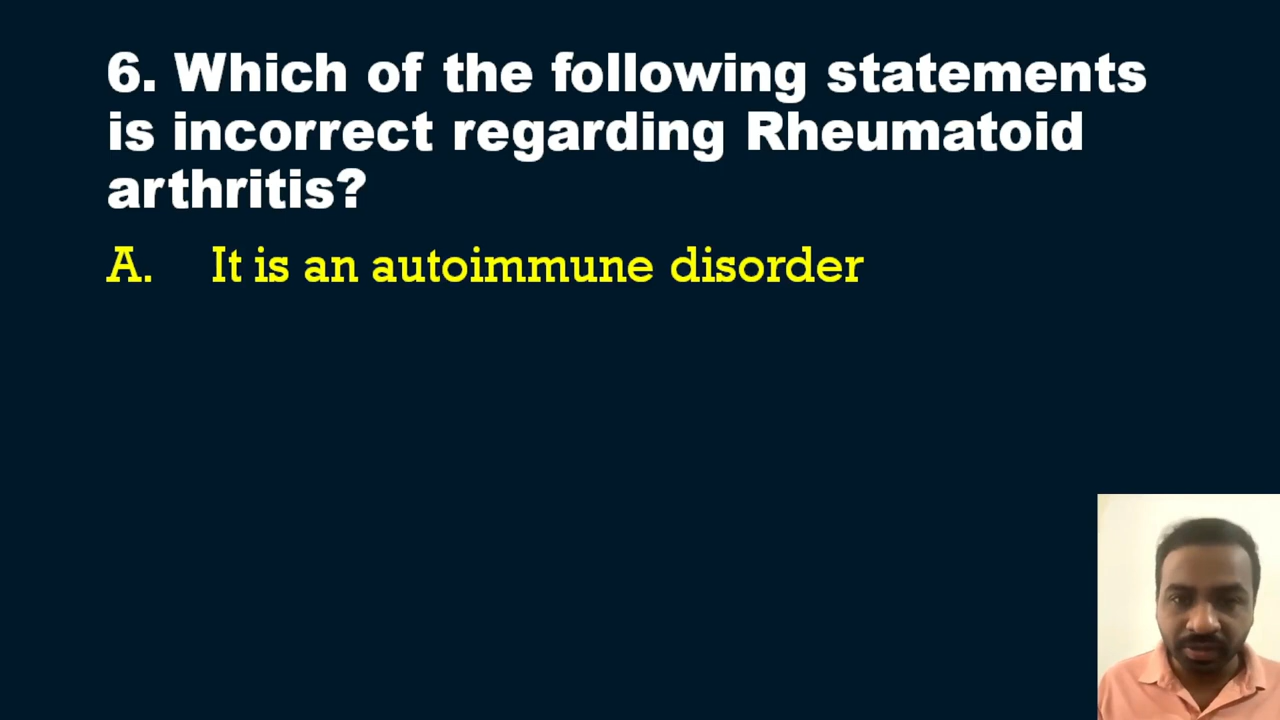 6. Which of the following statements
is incorrect regarding Rheumatoid
arthritis?
A. It is an autoimmune disorder